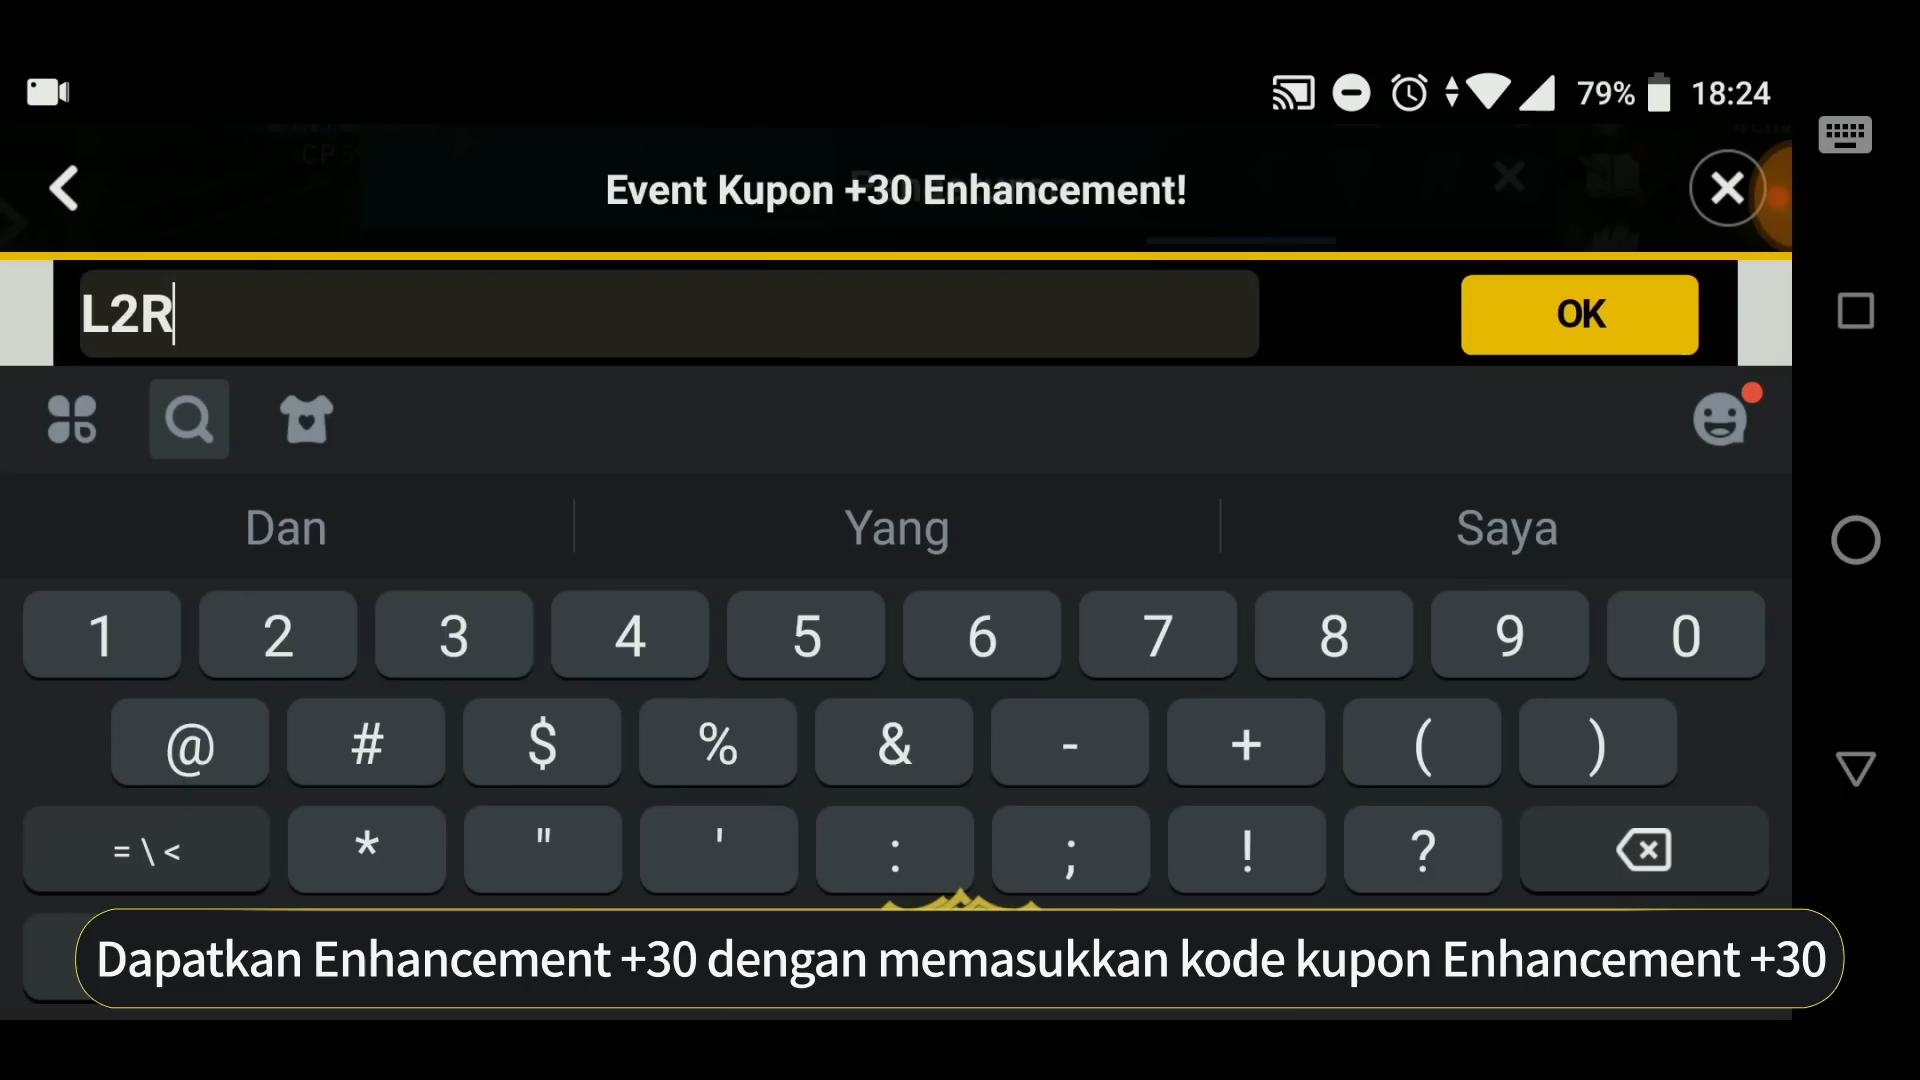 79% 18:24
CP5
Event Kupon +30 Enhancement!
L2R
OK
Dan Yang Saya
1 2 3 4 5 6 7 8 9 0
@ # $ % & - + ( )
= \ < * " ' : ; ! ?
Dapatkan Enhancement +30 dengan memasukkan kode kupon Enhancement +30